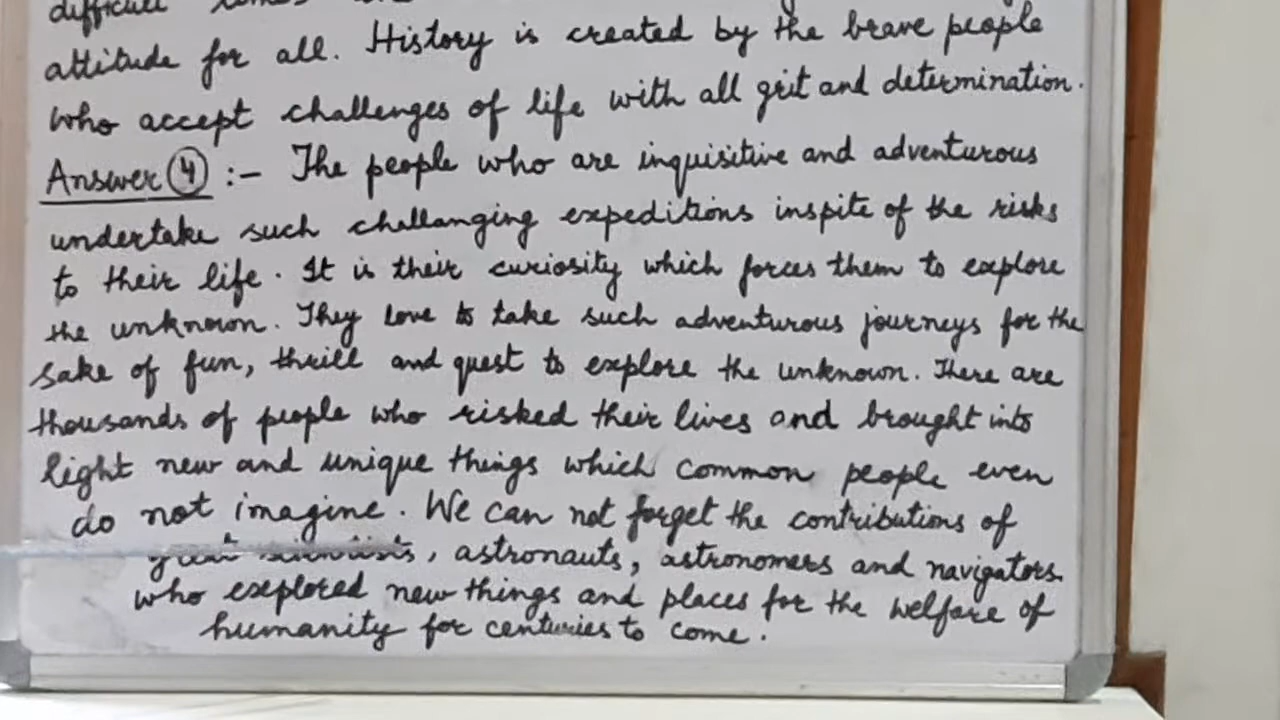 difficult comes
attitude for all. History is created by the brave people
who accept challenges of life with all grit and determination.
Answer ④ :- The people who are inquisitive and adventurous
undertake such challanging expeditions inspite of the risks
to their life. It is their curiosity which forces them to explore
the unknown. They love to take such adventurous journeys for the
sake of fun, thrill and quest to explore the unknown. There are
thousands of people who risked their lives and brought into
light new and unique things which common people even
do not imagine. We can not forget the contributions of
great scientists, astronauts, astronomers and navigators
who explored new things and places for the welfare of
humanity for centuries to come.